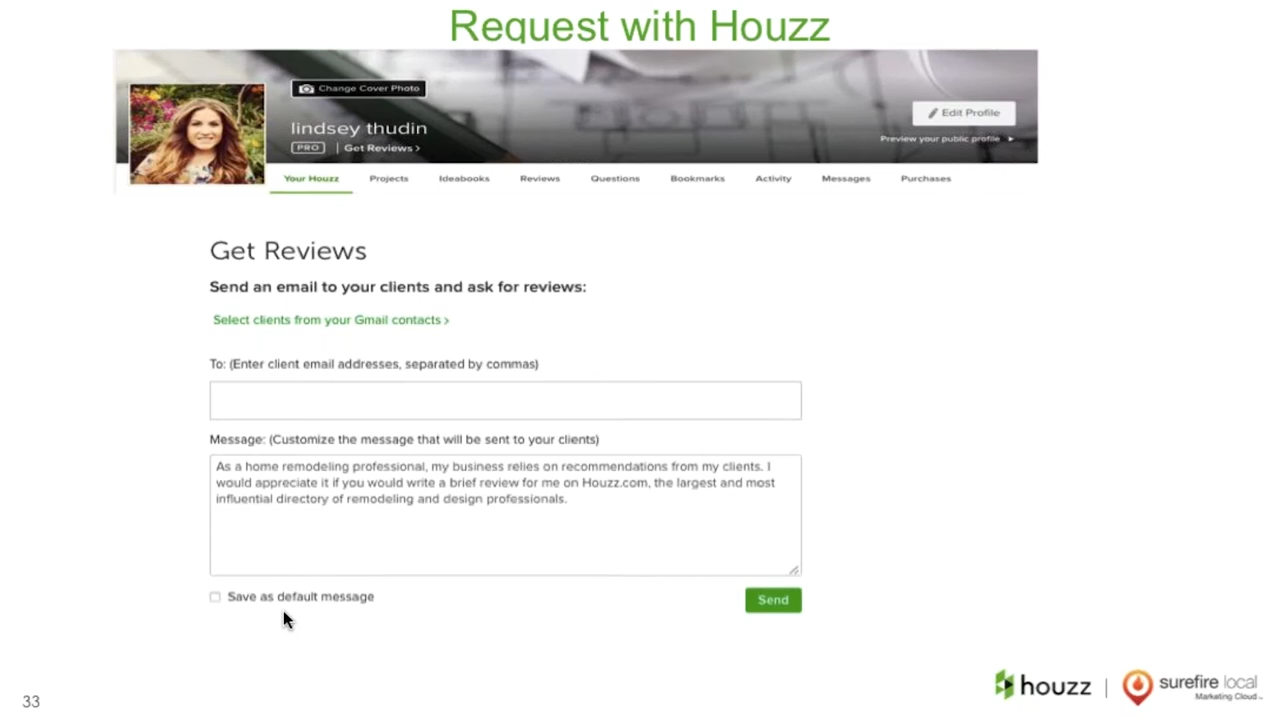 Request with Houzz
Change Cover Photo
lindsey thudin
PRO | Get Reviews ›
Edit Profile
Preview your public profile ▸
Your Houzz Projects Ideabooks Reviews Questions Bookmarks Activity Messages Purchases
Get Reviews
Send an email to your clients and ask for reviews:
Select clients from your Gmail contacts ›
To: (Enter client email addresses, separated by commas)
Message: (Customize the message that will be sent to your clients)
As a home remodeling professional, my business relies on recommendations from my clients. I
would appreciate it if you would write a brief review for me on Houzz.com, the largest and most
influential directory of remodeling and design professionals.
Save as default message
Send
33
houzz | surefire local
Marketing Cloud